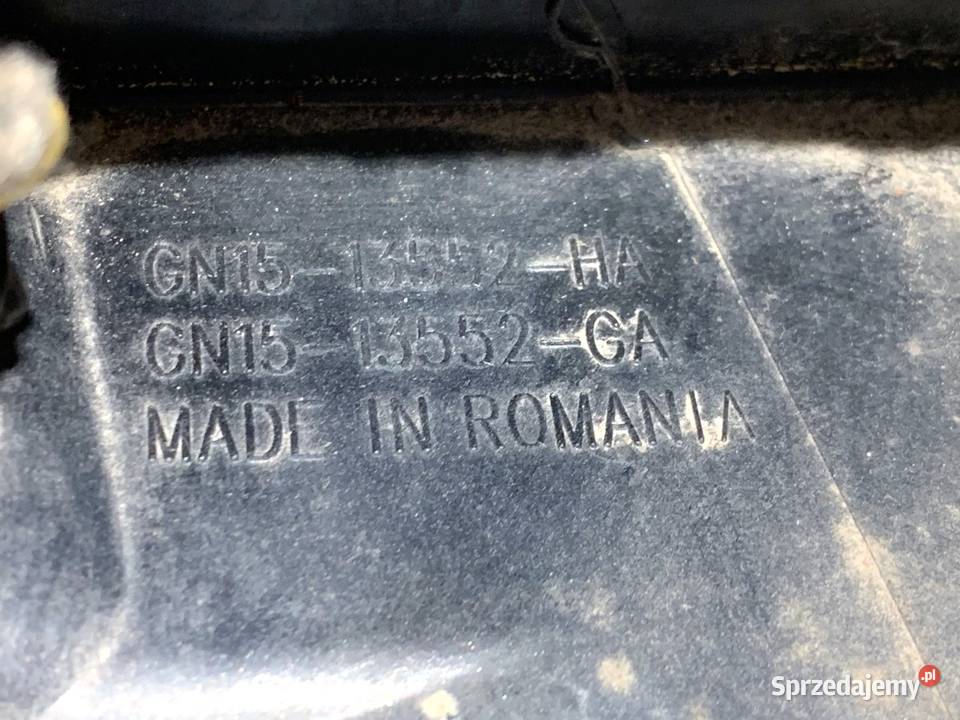 GN15-13552-HA
GN15-13552-GA
MADE IN ROMANIA
Sprzedajemy.pl